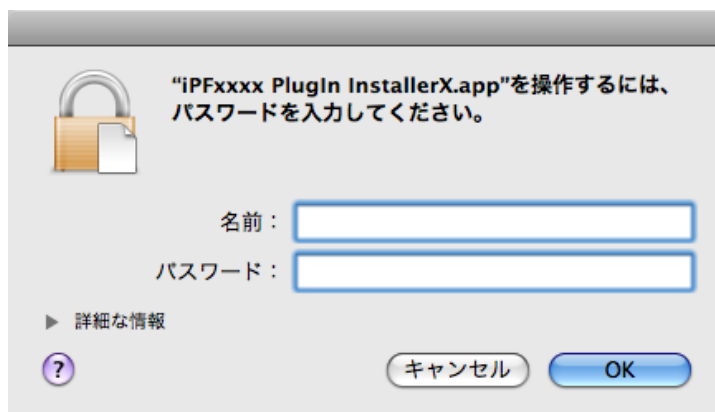 “iPFxxxx PlugIn InstallerX.app”を操作するには、
パスワードを入力してください。
名前：
パスワード：
詳細な情報
?
キャンセル
OK